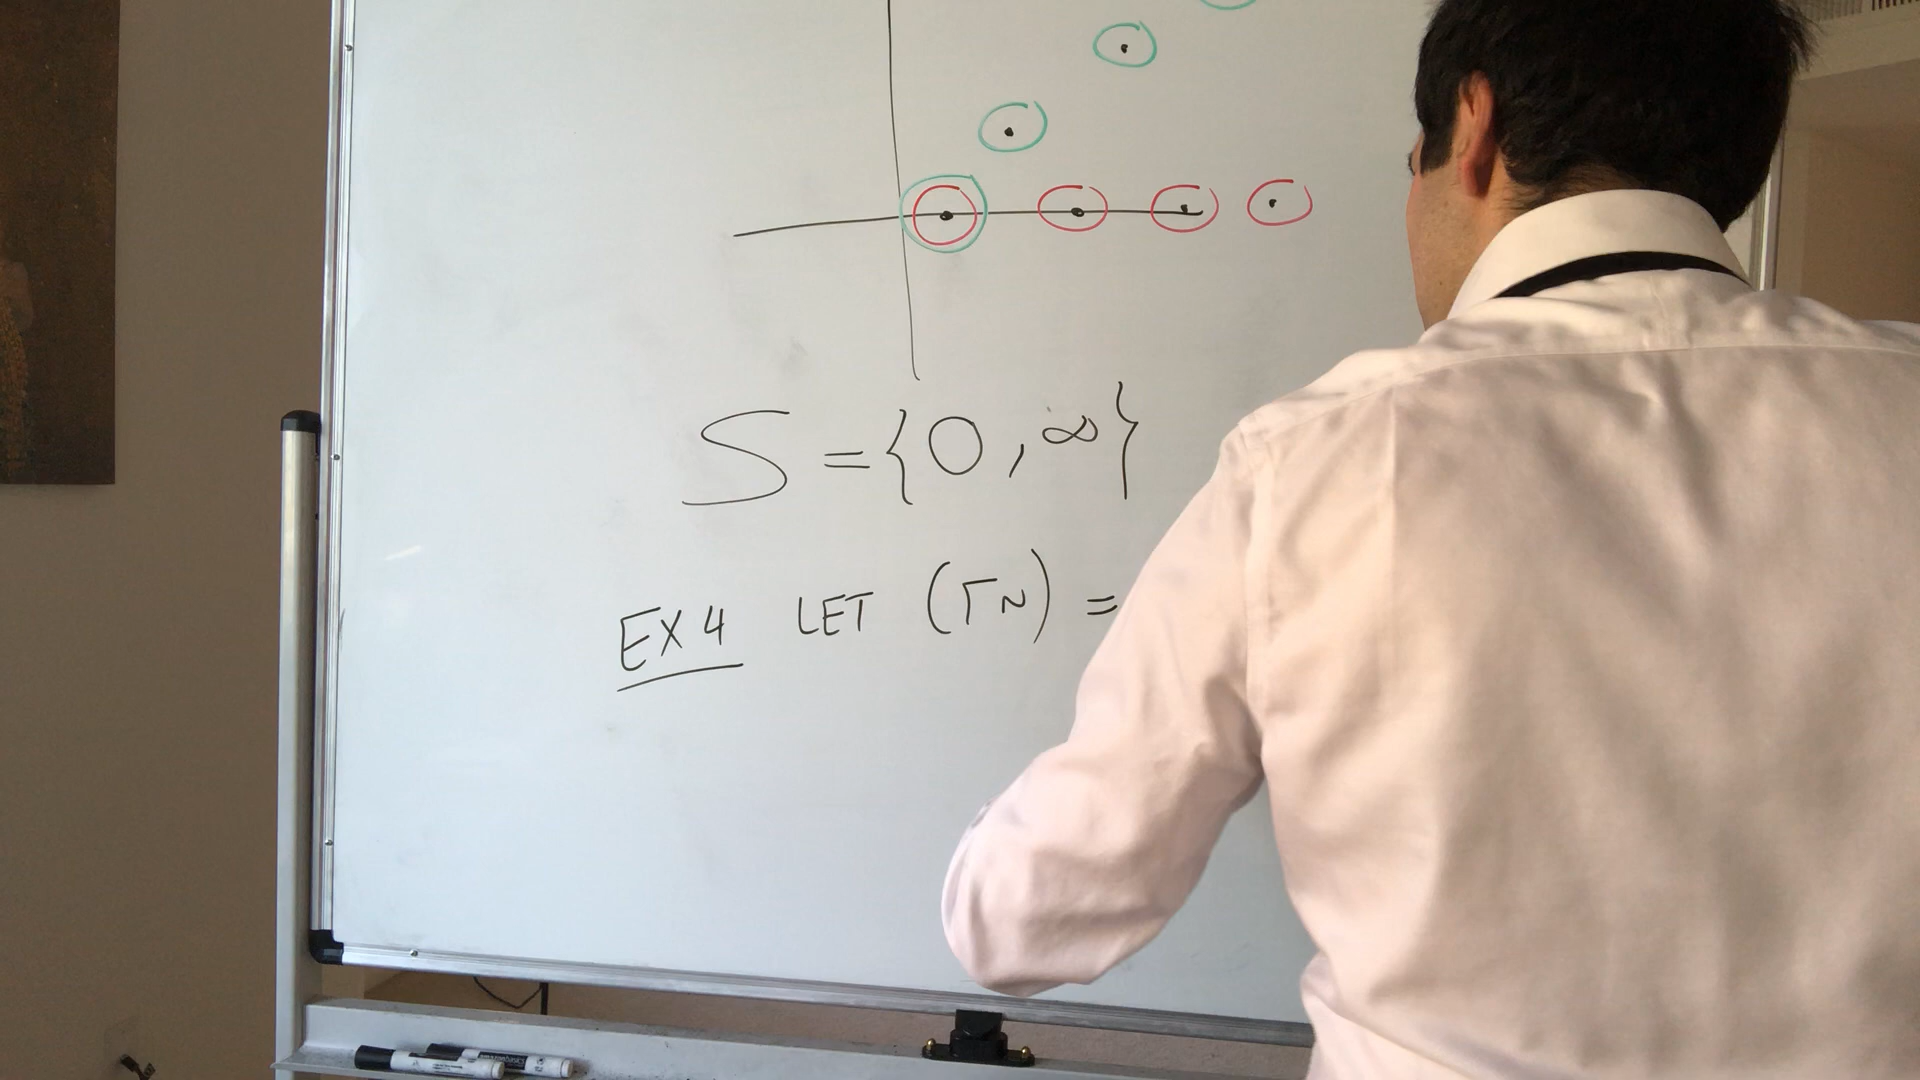 S = {0, ∞}
EX 4 LET (rN) =